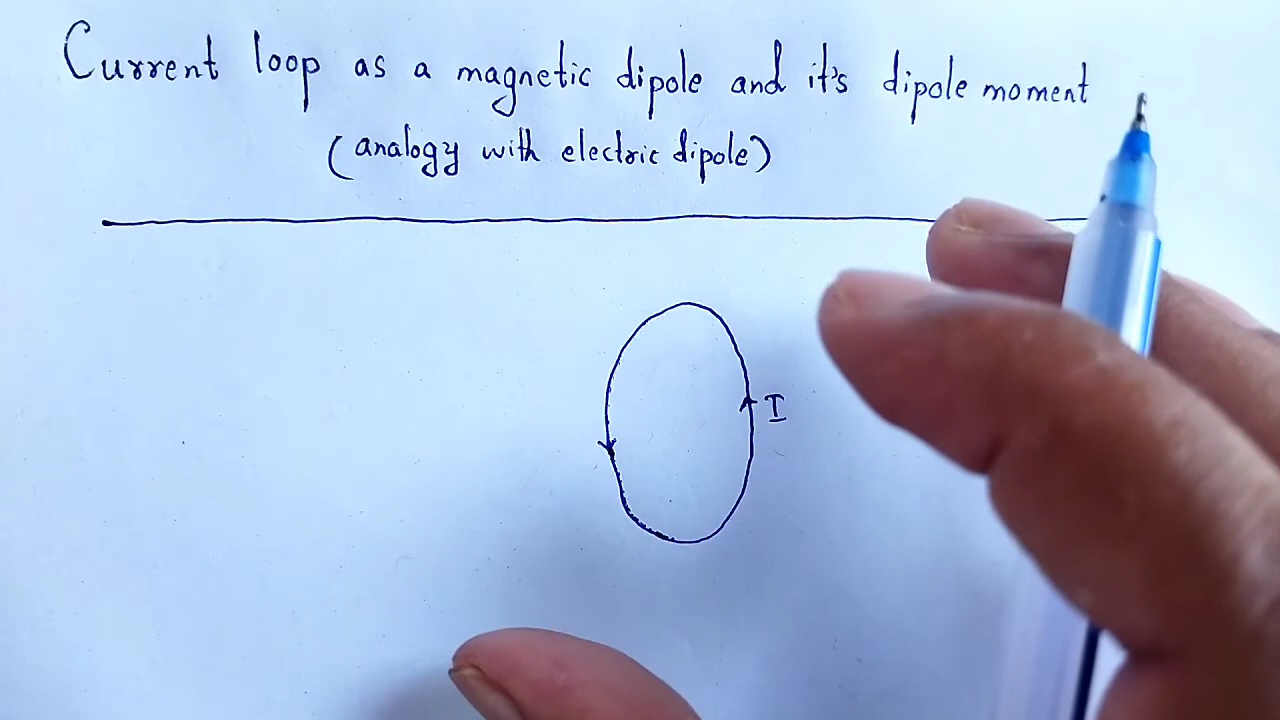 Current loop as a magnetic dipole and it's dipole moment
(analogy with electric dipole)
I